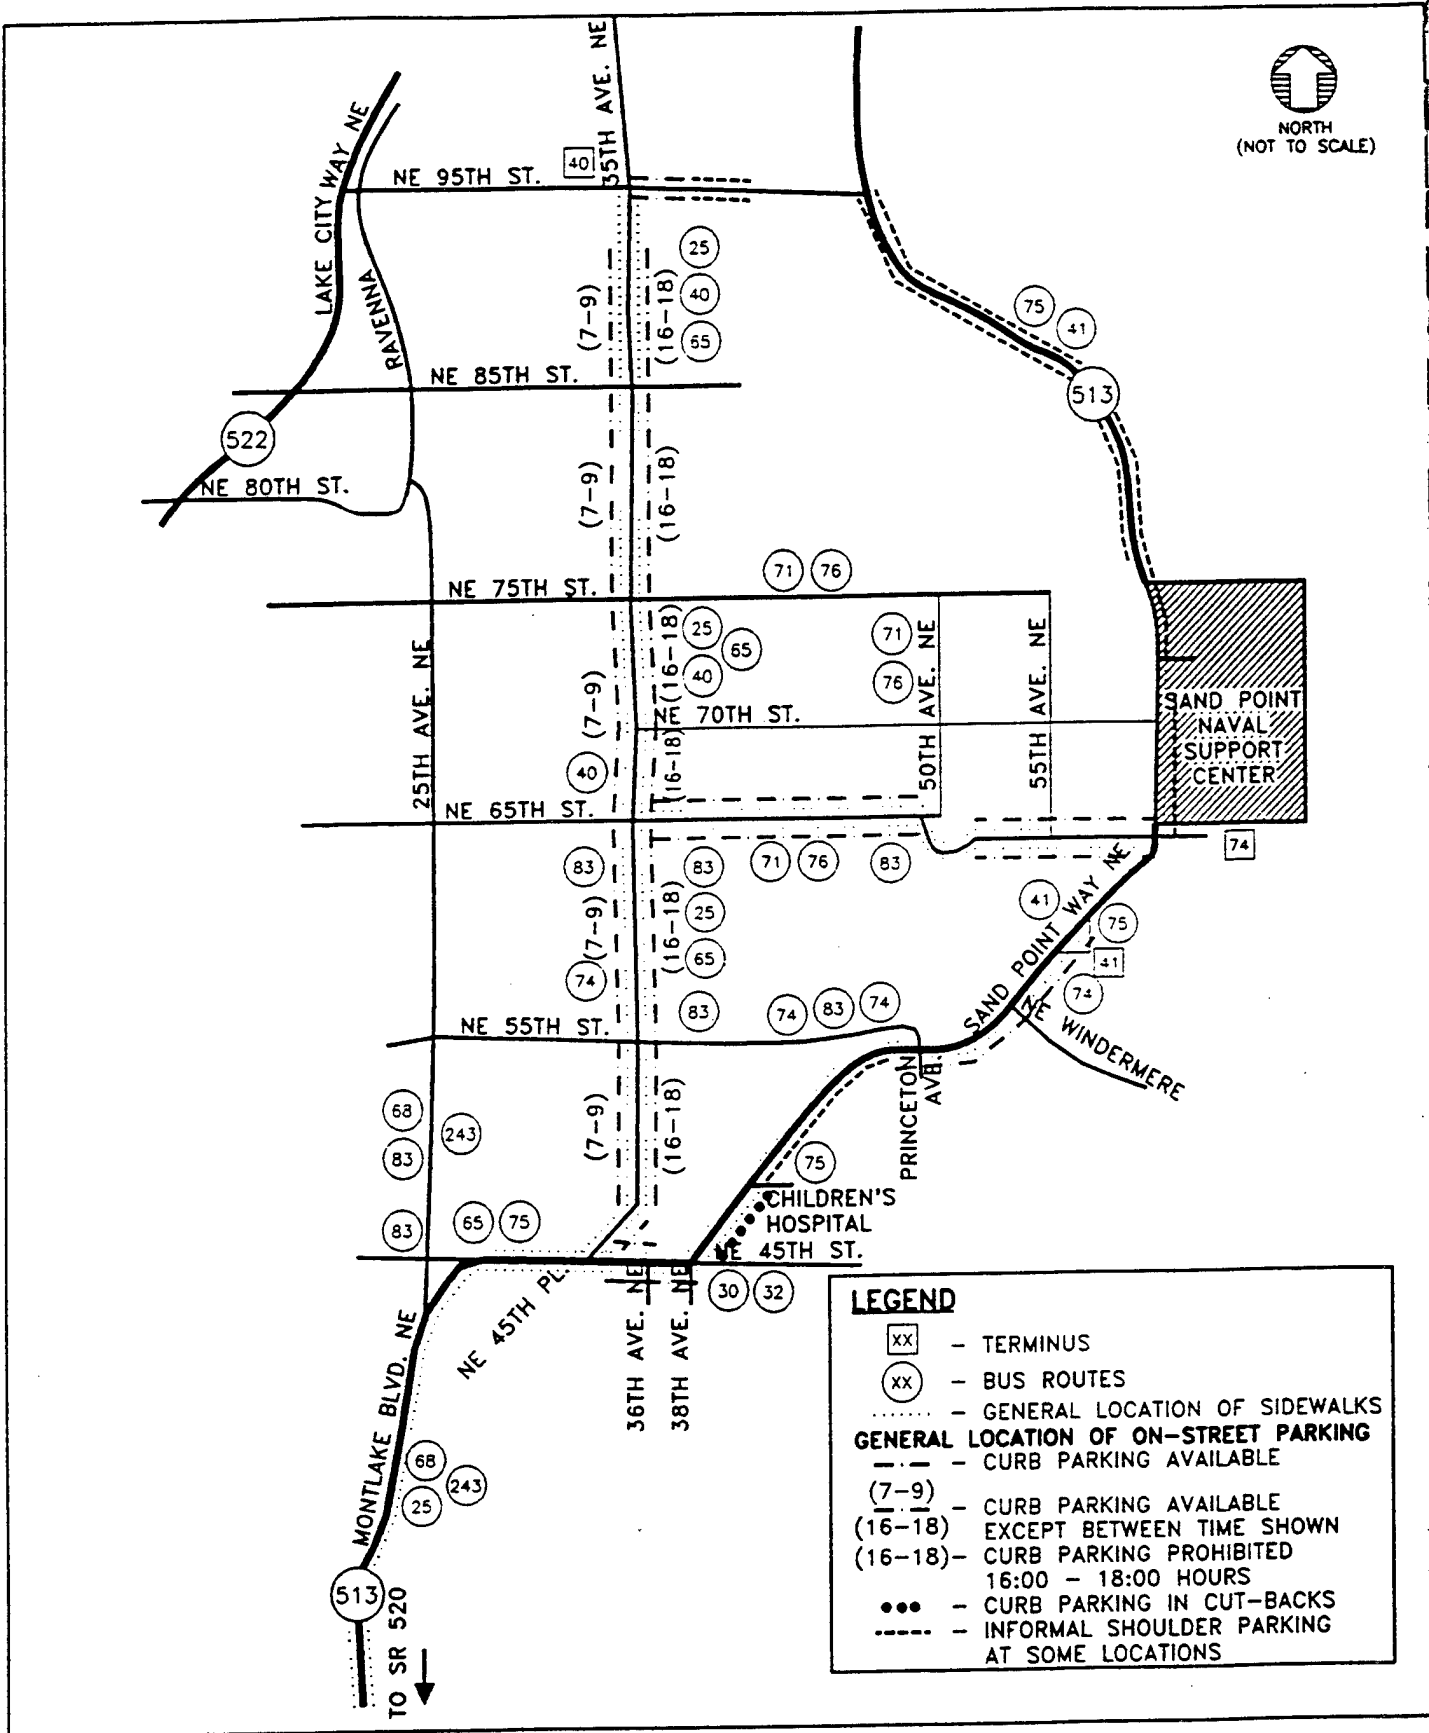 NORTH
(NOT TO SCALE)
35TH AVE. NE
LAKE CITY WAY NE
NE 95TH ST.
40
RAVENNA
25
40
65
(7-9)
(16-18)
75
41
513
NE 85TH ST.
522
NE 80TH ST.
(7-9)
(16-18)
71
76
NE 75TH ST.
25TH AVE. NE
(7-9)
(16-18)
25
65
40
71
76
50TH AVE. NE
55TH AVE. NE
NE 70TH ST.
SAND POINT
NAVAL
SUPPORT
CENTER
40
(16-18)
NE 65TH ST.
74
83
83
71
76
83
(7-9)
(16-18)
25
65
74
83
74
83
74
41
75
41
74
SAND POINT WAY NE
NE WINDERMERE
NE 55TH ST.
PRINCETON
AVE.
68
243
83
(7-9)
(16-18)
75
CHILDREN'S
HOSPITAL
83
65
75
NE 45TH ST.
30
32
NE 45TH PL.
36TH AVE. NE
38TH AVE. NE
MONTLAKE BLVD. NE
68
243
25
513
TO SR 520
LEGEND
XX - TERMINUS
XX - BUS ROUTES
....... - GENERAL LOCATION OF SIDEWALKS
GENERAL LOCATION OF ON-STREET PARKING
- CURB PARKING AVAILABLE
(7-9)
- CURB PARKING AVAILABLE
(16-18) EXCEPT BETWEEN TIME SHOWN
(16-18)- CURB PARKING PROHIBITED
16:00 - 18:00 HOURS
●●● - CURB PARKING IN CUT-BACKS
----- - INFORMAL SHOULDER PARKING
AT SOME LOCATIONS